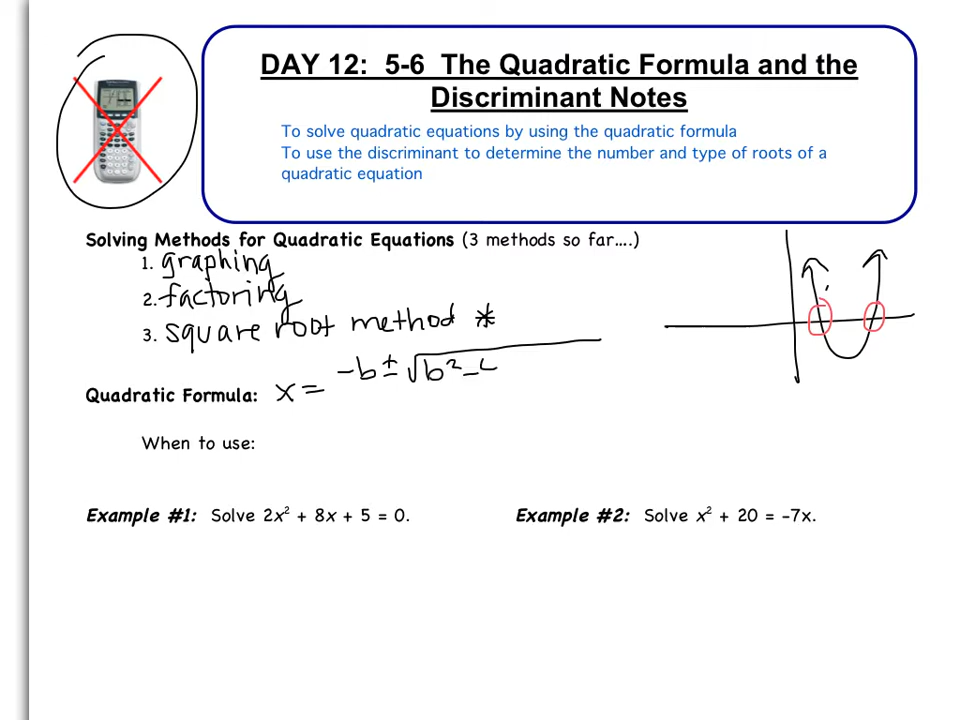 DAY 12: 5-6 The Quadratic Formula and the
Discriminant Notes
To solve quadratic equations by using the quadratic formula
To use the discriminant to determine the number and type of roots of a
quadratic equation
Solving Methods for Quadratic Equations (3 methods so far....)
1. graphing
2. factoring
3. square root method *
Quadratic Formula: x = -b ± √b² -
When to use:
Example #1: Solve 2x² + 8x + 5 = 0.
Example #2: Solve x² + 20 = -7x.